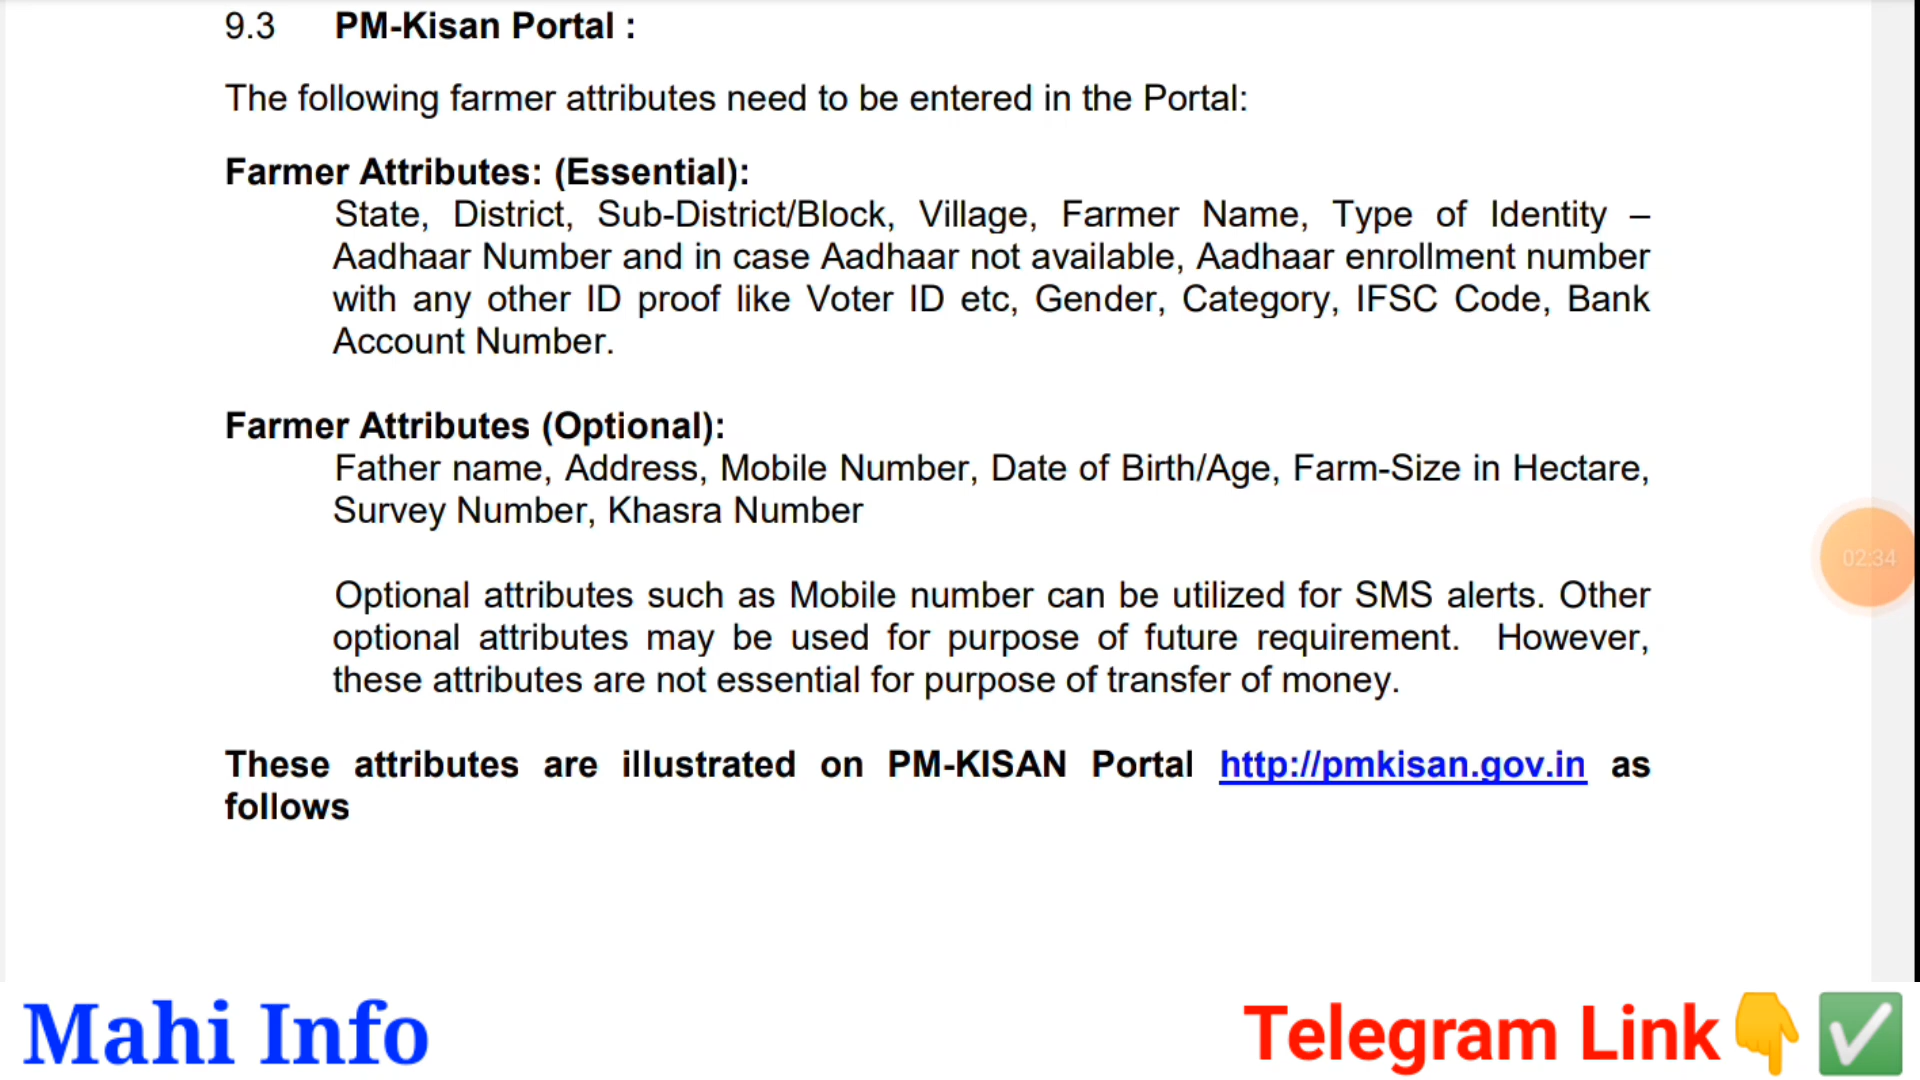 9.3 PM-Kisan Portal :
The following farmer attributes need to be entered in the Portal:
Farmer Attributes: (Essential):
State, District, Sub-District/Block, Village, Farmer Name, Type of Identity –
Aadhaar Number and in case Aadhaar not available, Aadhaar enrollment number
with any other ID proof like Voter ID etc, Gender, Category, IFSC Code, Bank
Account Number.
Farmer Attributes (Optional):
Father name, Address, Mobile Number, Date of Birth/Age, Farm-Size in Hectare,
Survey Number, Khasra Number
02:34
Optional attributes such as Mobile number can be utilized for SMS alerts. Other
optional attributes may be used for purpose of future requirement. However,
these attributes are not essential for purpose of transfer of money.
These attributes are illustrated on PM-KISAN Portal http://pmkisan.gov.in as
follows
Mahi Info
Telegram Link👇✅